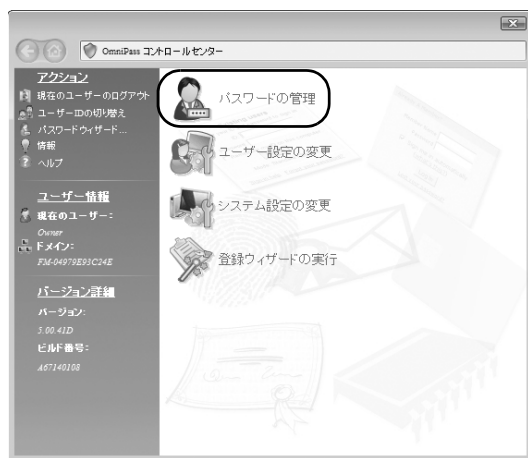 OmniPass コントロールセンター
アクション
現在のユーザーのログアウト
ユーザーIDの切り替え
パスワードウィザード...
情報
ヘルプ
ユーザー情報
現在のユーザー:
Owner
ドメイン:
FM-04979E93C24E
バージョン詳細
バージョン:
5.00.41D
ビルド番号:
A67140108
パスワードの管理
ユーザー設定の変更
システム設定の変更
登録ウィザードの実行